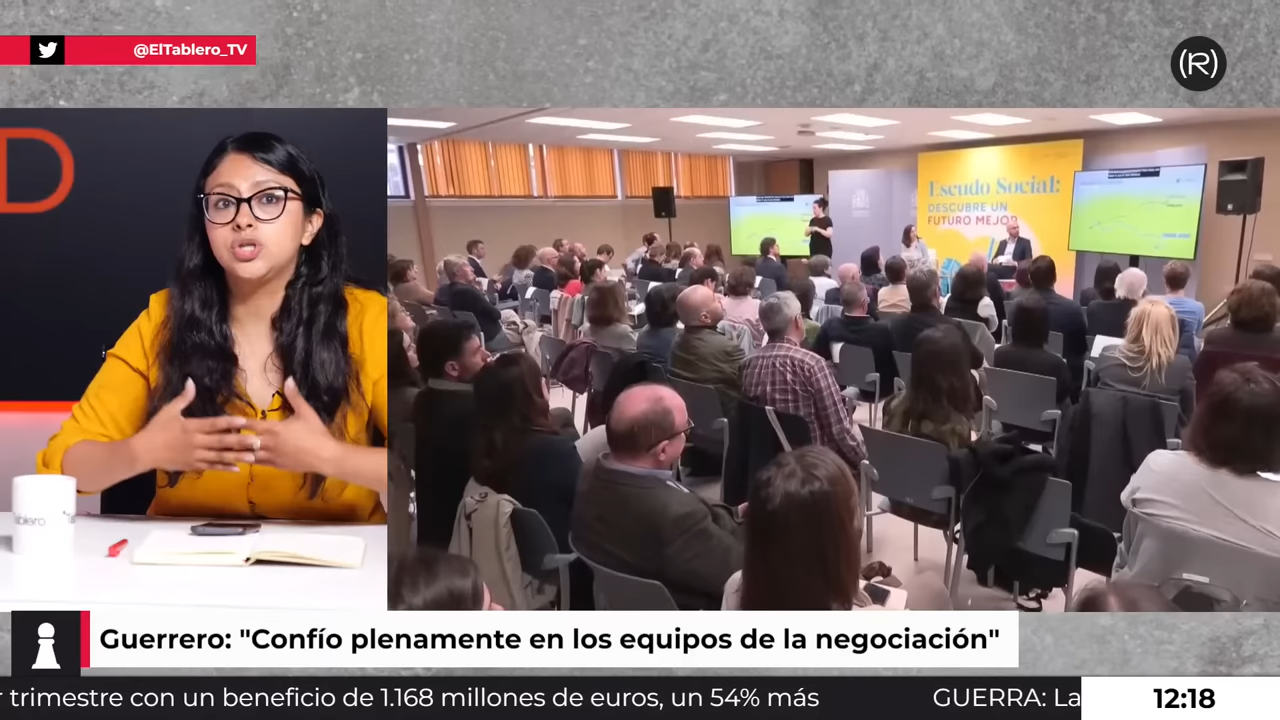 @ElTablero_TV
(R)
D
Escudo Social:
DESCUBRE UN
FUTURO MEJOR
Guerrero: "Confío plenamente en los equipos de la negociación"
r trimestre con un beneficio de 1.168 millones de euros, un 54% más
GUERRA: La
12:18